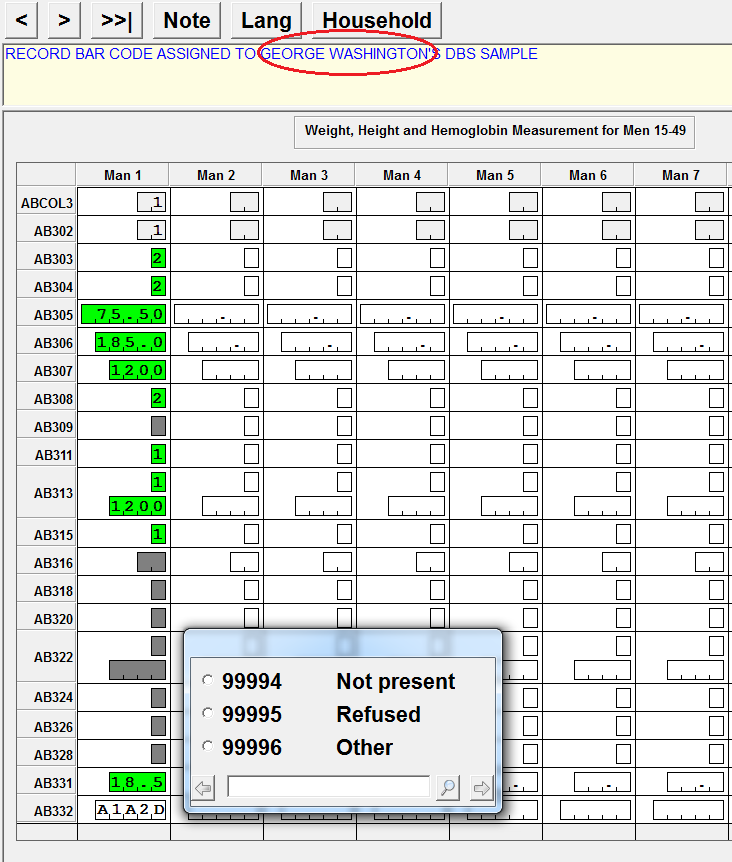 < > >>| Note Lang Household
RECORD BAR CODE ASSIGNED TO GEORGE WASHINGTON'S DBS SAMPLE
Weight, Height and Hemoglobin Measurement for Men 15-49
Man 1 Man 2 Man 3 Man 4 Man 5 Man 6 Man 7
ABCOL3 1
AB302 1
AB303 2
AB304 2
AB305 75.50
AB306 185.0
AB307 1200
AB308 2
AB309
AB311 1
1
AB313
1200
AB315 1
AB316
AB318
AB320
AB322
AB324
AB326
AB328
AB331 18.5
AB332 A1A2D
99994 Not present
99995 Refused
99996 Other